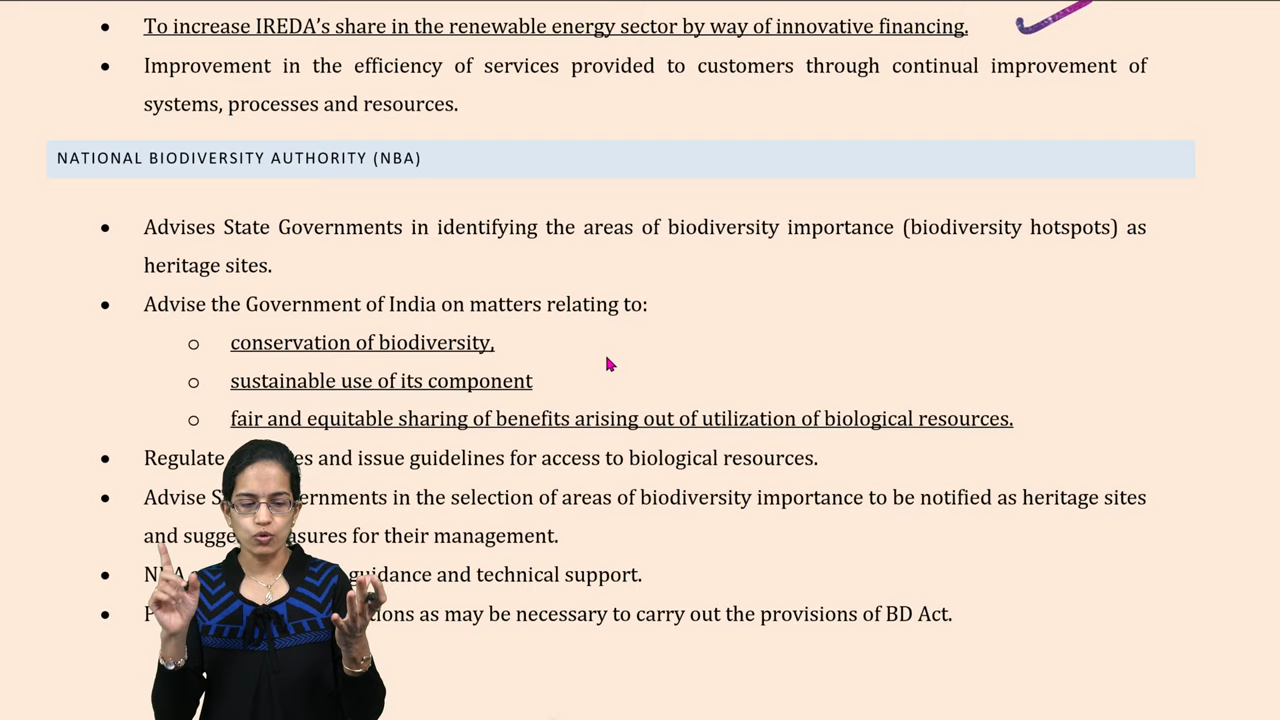 • To increase IREDA’s share in the renewable energy sector by way of innovative financing.
• Improvement in the efficiency of services provided to customers through continual improvement of
systems, processes and resources.
NATIONAL BIODIVERSITY AUTHORITY (NBA)
• Advises State Governments in identifying the areas of biodiversity importance (biodiversity hotspots) as
heritage sites.
• Advise the Government of India on matters relating to:
o conservation of biodiversity,
o sustainable use of its component
o fair and equitable sharing of benefits arising out of utilization of biological resources.
• Regulate and issue guidelines for access to biological resources.
• Advise in the selection of areas of biodiversity importance to be notified as heritage sites
and for their management.
• guidance and technical support.
• as may be necessary to carry out the provisions of BD Act.